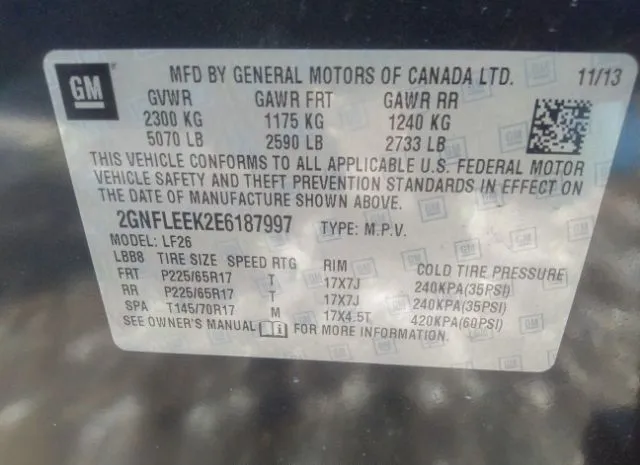 GM
MFD BY GENERAL MOTORS OF CANADA LTD. 11/13
GVWR GAWR FRT GAWR RR
2300 KG 1175 KG 1240 KG
5070 LB 2590 LB 2733 LB
THIS VEHICLE CONFORMS TO ALL APPLICABLE U.S. FEDERAL MOTOR
VEHICLE SAFETY AND THEFT PREVENTION STANDARDS IN EFFECT ON
THE DATE OF MANUFACTURE SHOWN ABOVE.
2GNFLEEK2E6187997 TYPE: M.P.V.
MODEL: LF26
LBB8 TIRE SIZE SPEED RTG RIM COLD TIRE PRESSURE
FRT P225/65R17 T 17X7J 240KPA(35PSI)
RR P225/65R17 T 17X7J 240KPA(35PSI)
SPA T145/70R17 M 17X4.5T 420KPA(60PSI)
SEE OWNER'S MANUAL i FOR MORE INFORMATION.